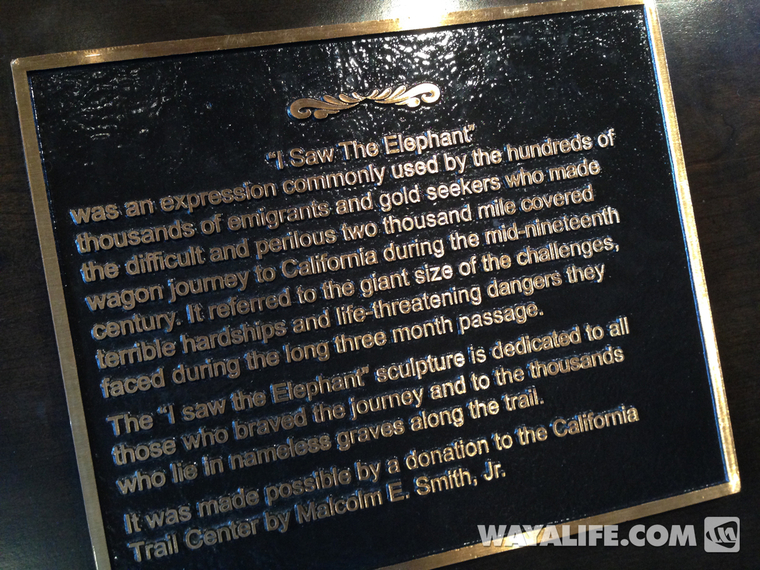 "I Saw The Elephant"
was an expression commonly used by the hundreds of
thousands of emigrants and gold seekers who made
the difficult and perilous two thousand mile covered
wagon journey to California during the mid-nineteenth
century. It referred to the giant size of the challenges,
terrible hardships and life-threatening dangers they
faced during the long three month passage.
The "I saw the Elephant" sculpture is dedicated to all
those who braved the journey and to the thousands
who lie in nameless graves along the trail.
It was made possible by a donation to the California
Trail Center by Malcolm E. Smith, Jr.
WAYALIFE.COM